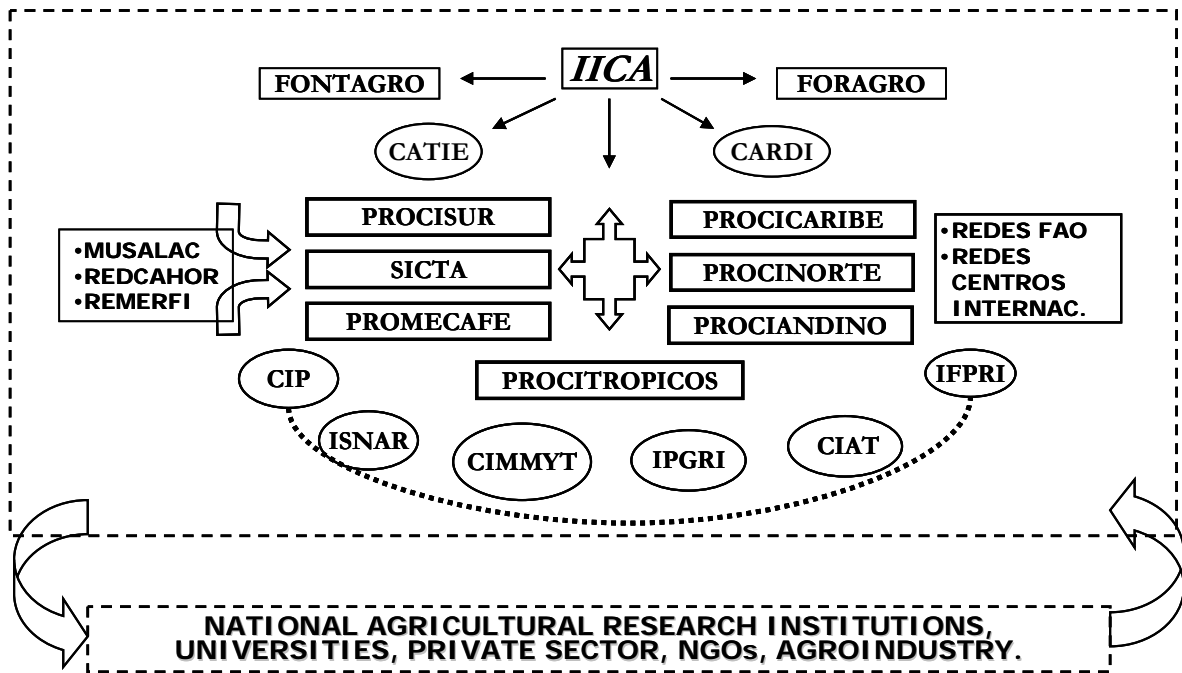 IICA
FONTAGRO
FORAGRO
CATIE
CARDI
PROCISUR
PROCICARIBE
•MUSALAC
•REDCAHOR
•REMERFI
SICTA
PROCINORTE
•REDES FAO
•REDES
CENTROS
INTERNAC.
PROMECAFE
PROCIANDINO
CIP
PROCITROPICOS
IFPRI
ISNAR
CIMMYT
IPGRI
CIAT
NATIONAL AGRICULTURAL RESEARCH INSTITUTIONS,
UNIVERSITIES, PRIVATE SECTOR, NGOs, AGROINDUSTRY.